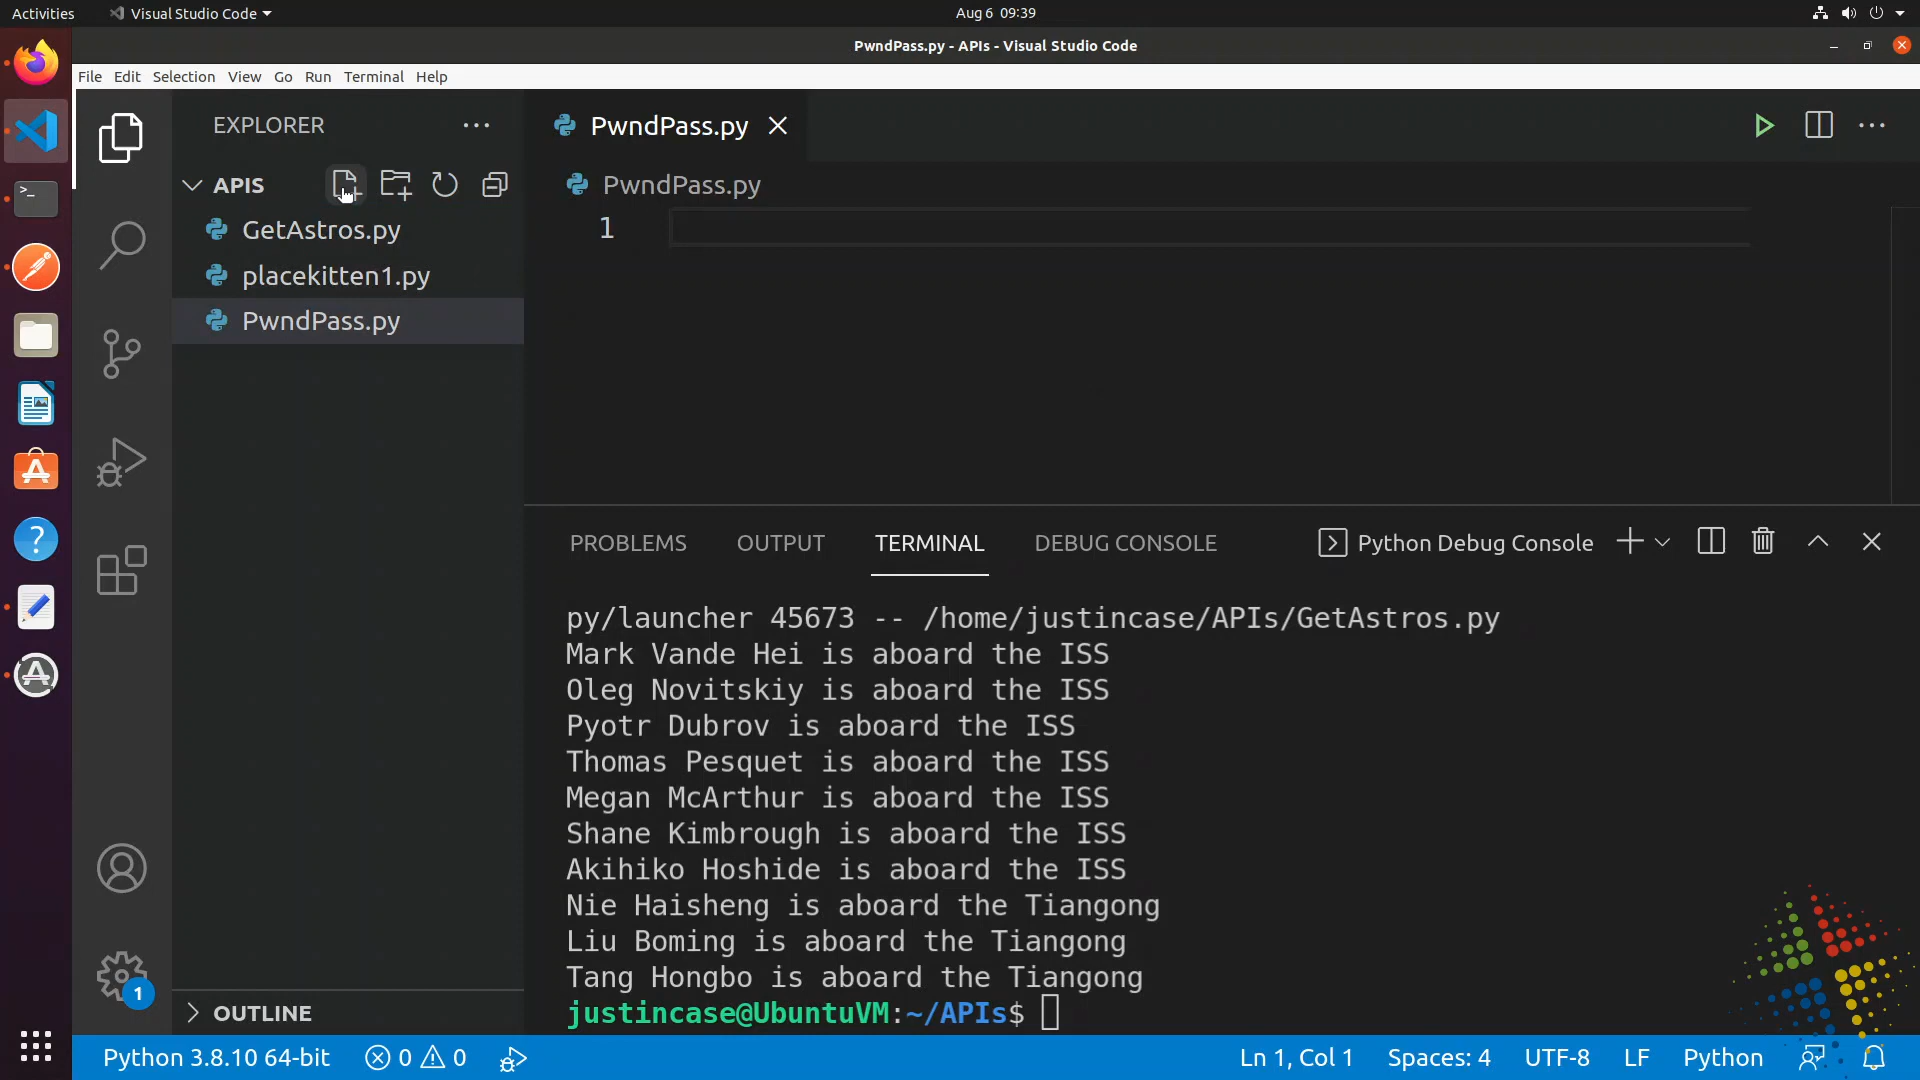 Activities
Visual Studio Code
Aug 6 09:39
PwndPass.py - APIs - Visual Studio Code
File Edit Selection View Go Run Terminal Help
EXPLORER
APIS
GetAstros.py
placekitten1.py
PwndPass.py
OUTLINE
PwndPass.py
PwndPass.py
1
PROBLEMS OUTPUT TERMINAL DEBUG CONSOLE Python Debug Console
py/launcher 45673 -- /home/justincase/APIs/GetAstros.py
Mark Vande Hei is aboard the ISS
Oleg Novitskiy is aboard the ISS
Pyotr Dubrov is aboard the ISS
Thomas Pesquet is aboard the ISS
Megan McArthur is aboard the ISS
Shane Kimbrough is aboard the ISS
Akihiko Hoshide is aboard the ISS
Nie Haisheng is aboard the Tiangong
Liu Boming is aboard the Tiangong
Tang Hongbo is aboard the Tiangong
justincase@UbuntuVM:~/APIs$
1
Python 3.8.10 64-bit 0 0 Ln 1, Col 1 Spaces: 4 UTF-8 LF Python